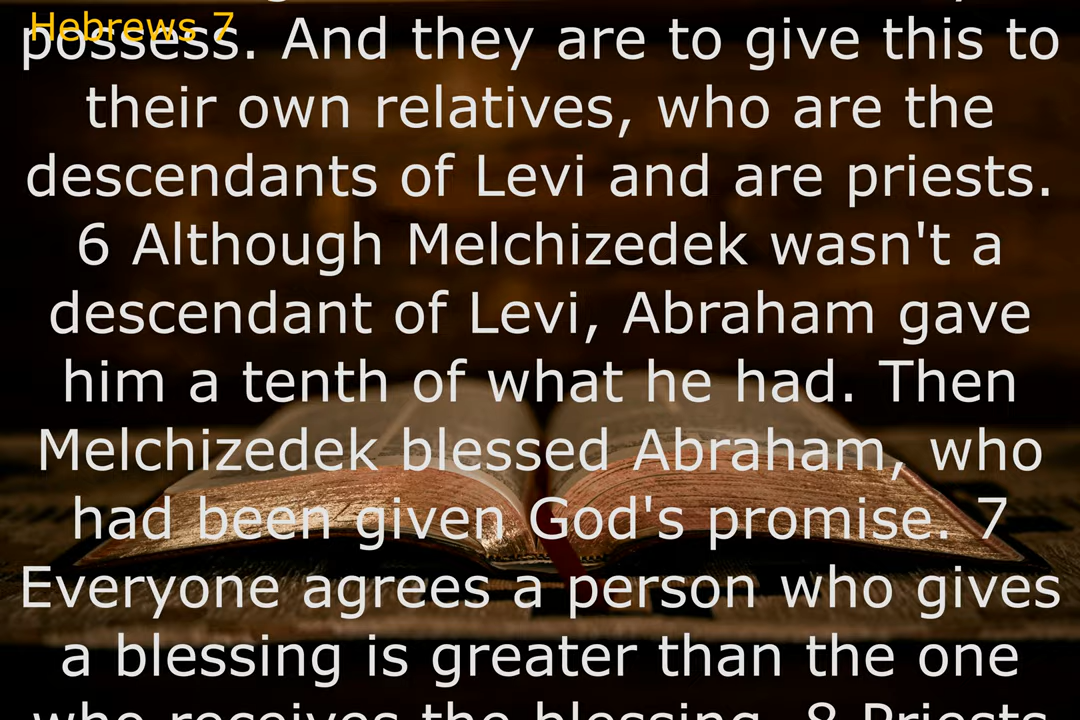 Hebrews 7
possess. And they are to give this to
their own relatives, who are the
descendants of Levi and are priests.
6 Although Melchizedek wasn't a
descendant of Levi, Abraham gave
him a tenth of what he had. Then
Melchizedek blessed Abraham, who
had been given God's promise. 7
Everyone agrees a person who gives
a blessing is greater than the one
who receives the blessing. 8 Priests